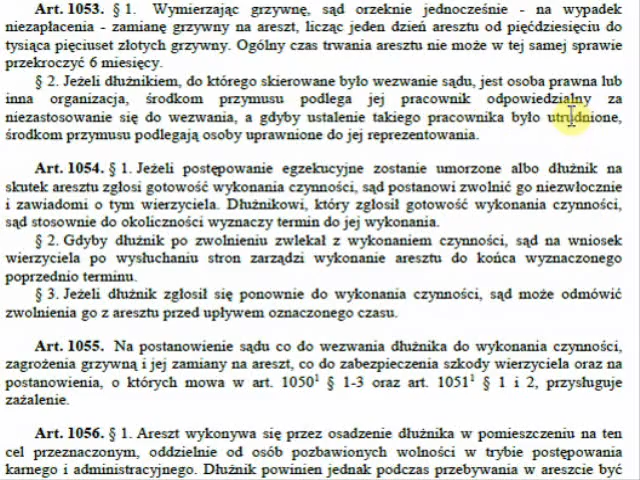 Art. 1053. § 1. Wymierzając grzywnę, sąd orzeknie jednocześnie - na wypadek
niezapłacenia - zamianę grzywny na areszt, licząc jeden dzień aresztu od pięćdziesięciu do
tysiąca pięciuset złotych grzywny. Ogólny czas trwania aresztu nie może w tej samej sprawie
przekroczyć 6 miesięcy.
§ 2. Jeżeli dłużnikiem, do którego skierowane było wezwanie sądu, jest osoba prawna lub
inna organizacja, środkom przymusu podlega jej pracownik odpowiedzialny za
niezastosowanie się do wezwania, a gdyby ustalenie takiego pracownika było utrudnione,
środkom przymusu podlegają osoby uprawnione do jej reprezentowania.
Art. 1054. § 1. Jeżeli postępowanie egzekucyjne zostanie umorzone albo dłużnik na
skutek aresztu zgłosi gotowość wykonania czynności, sąd postanowi zwolnić go niezwłocznie
i zawiadomi o tym wierzyciela. Dłużnikowi, który zgłosił gotowość wykonania czynności,
sąd stosownie do okoliczności wyznaczy termin do jej wykonania.
§ 2. Gdyby dłużnik po zwolnieniu zwlekał z wykonaniem czynności, sąd na wniosek
wierzyciela po wysłuchaniu stron zarządzi wykonanie aresztu do końca wyznaczonego
poprzednio terminu.
§ 3. Jeżeli dłużnik zgłosił się ponownie do wykonania czynności, sąd może odmówić
zwolnienia go z aresztu przed upływem oznaczonego czasu.
Art. 1055. Na postanowienie sądu co do wezwania dłużnika do wykonania czynności,
zagrożenia grzywną i jej zamiany na areszt, co do zabezpieczenia szkody wierzyciela oraz na
postanowienia, o których mowa w art. 1050¹ § 1-3 oraz art. 1051¹ § 1 i 2, przysługuje
zażalenie.
Art. 1056. § 1. Areszt wykonywa się przez osadzenie dłużnika w pomieszczeniu na ten
cel przeznaczonym, oddzielnie od osób pozbawionych wolności w trybie postępowania
karnego i administracyjnego. Dłużnik powinien jednak podczas przebywania w areszcie być